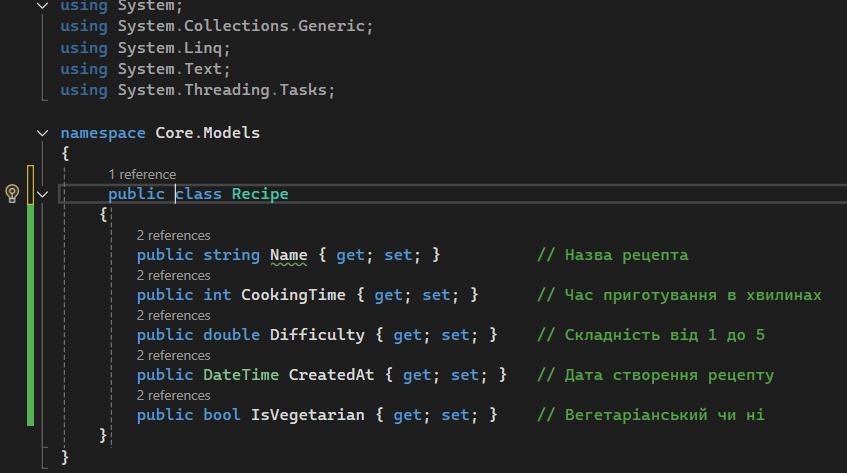 using System;
using System.Collections.Generic;
using System.Linq;
using System.Text;
using System.Threading.Tasks;
namespace Core.Models
{
1 reference
public class Recipe
{
2 references
public string Name { get; set; } // Назва рецепта
2 references
public int CookingTime { get; set; } // Час приготування в хвилинах
2 references
public double Difficulty { get; set; } // Складність від 1 до 5
2 references
public DateTime CreatedAt { get; set; } // Дата створення рецепту
2 references
public bool IsVegetarian { get; set; } // Вегетаріанський чи ні
}
}